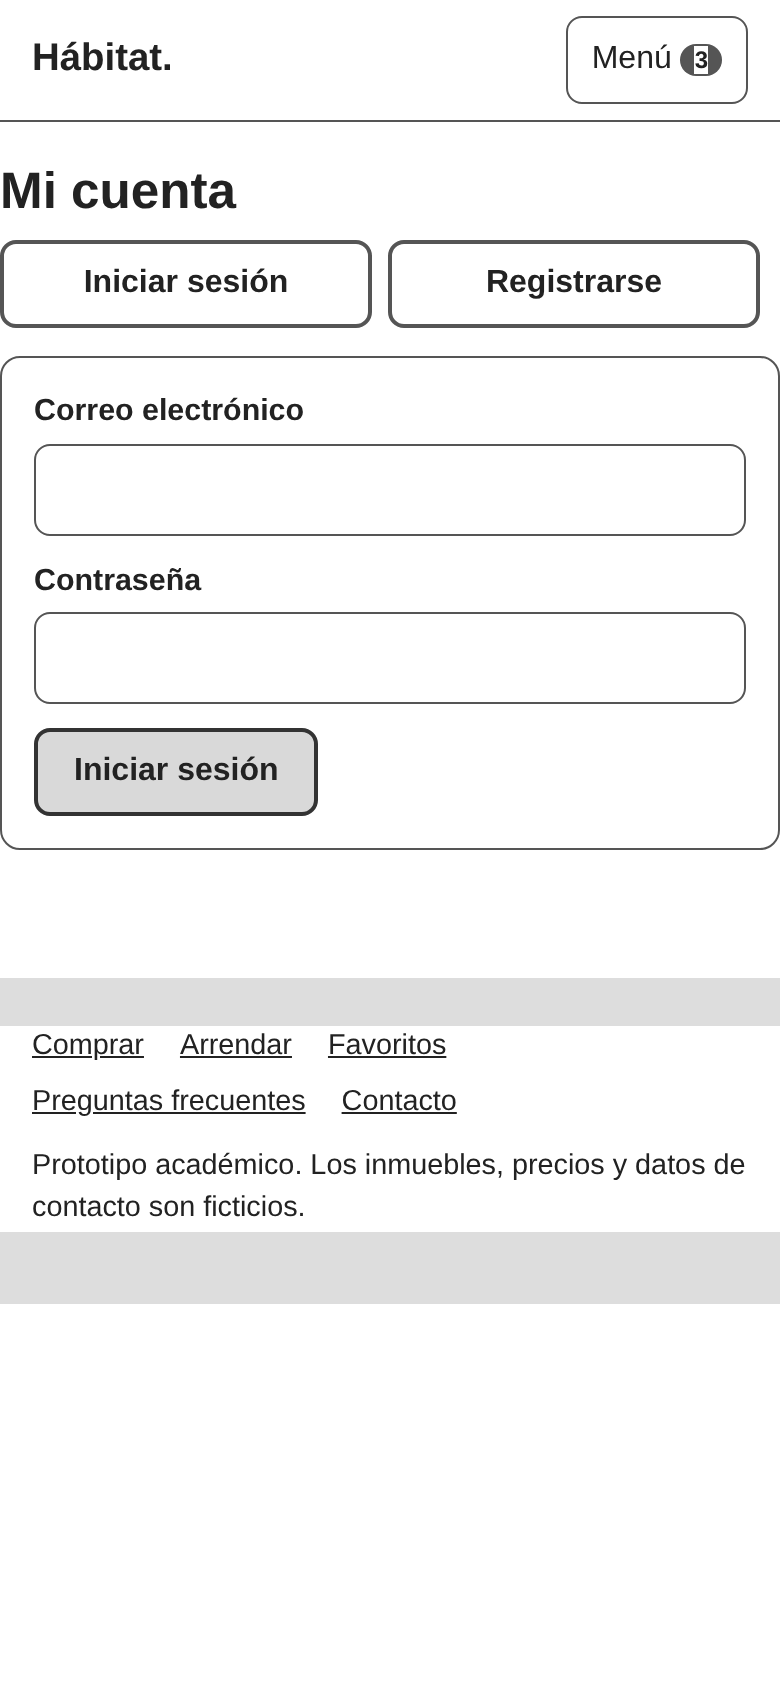 Hábitat.
Menú 3
Mi cuenta
Iniciar sesión
Registrarse
Correo electrónico
Contraseña
Iniciar sesión
Comprar Arrendar Favoritos
Preguntas frecuentes Contacto
Prototipo académico. Los inmuebles, precios y datos de
contacto son ficticios.